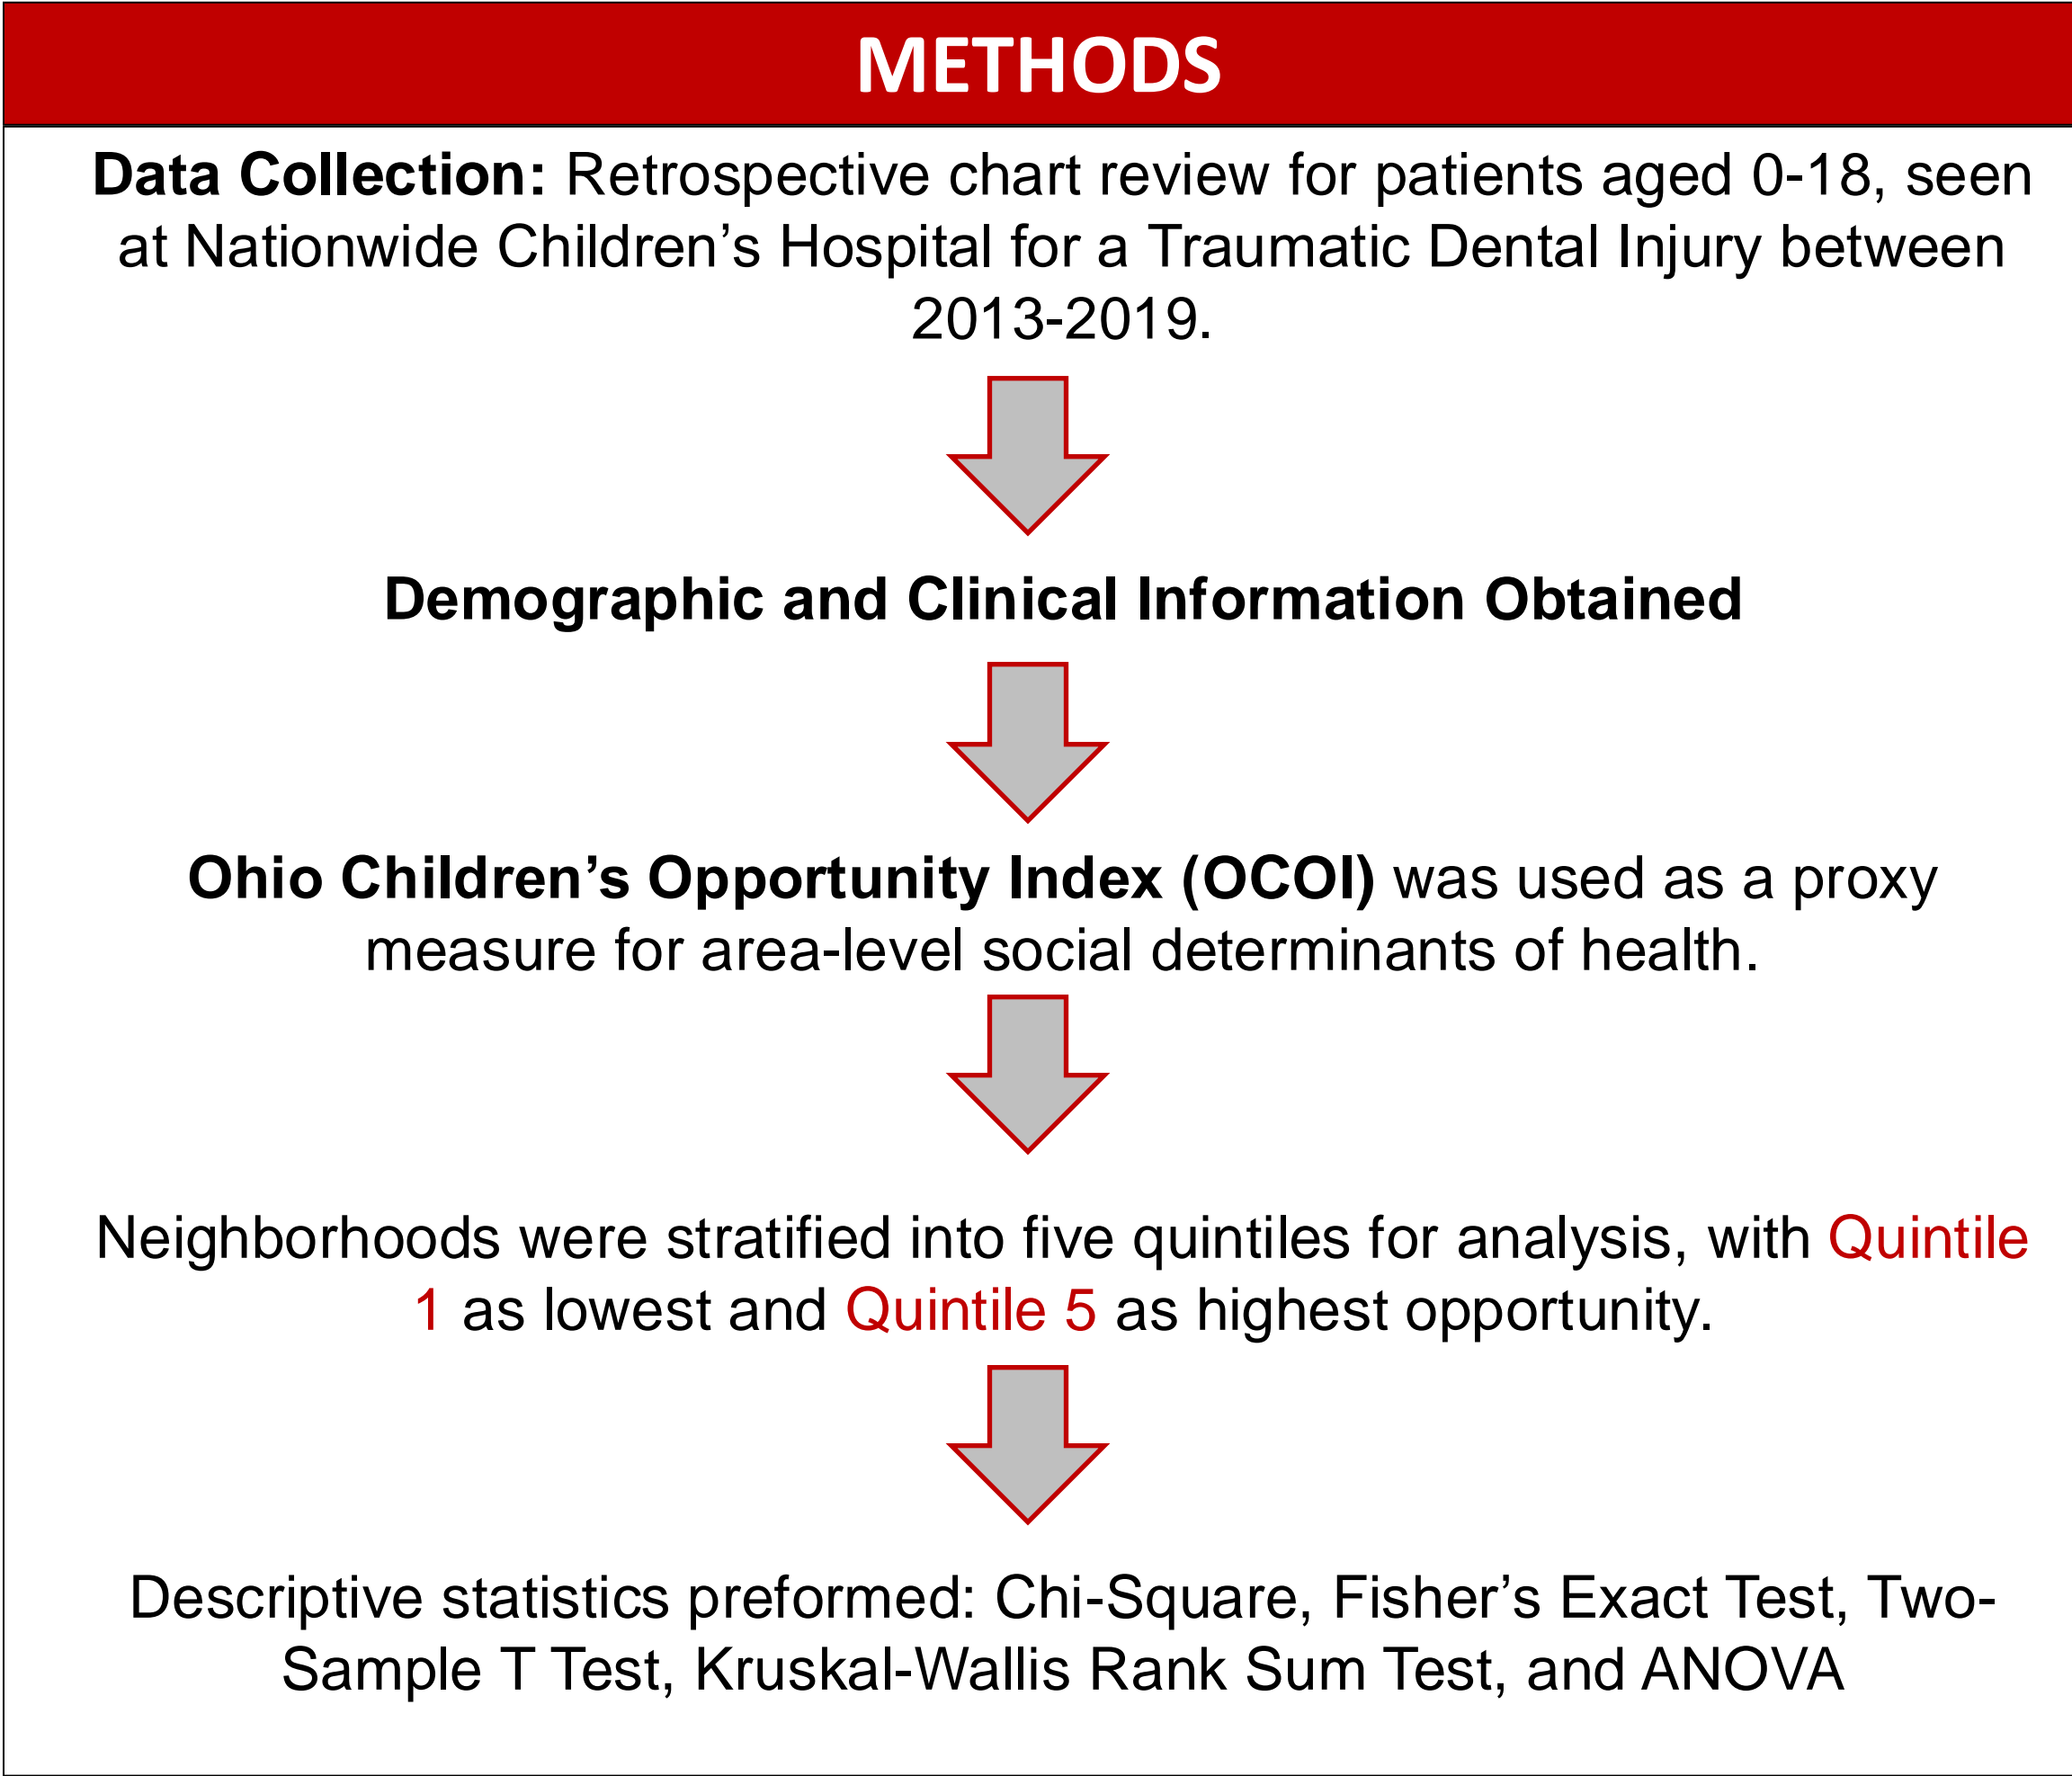 METHODS
Data Collection: Retrospective chart review for patients aged 0-18, seen
at Nationwide Children’s Hospital for a Traumatic Dental Injury between
2013-2019.
Demographic and Clinical Information Obtained
Ohio Children’s Opportunity Index (OCOI) was used as a proxy
measure for area-level social determinants of health.
Neighborhoods were stratified into five quintiles for analysis, with Quintile
1 as lowest and Quintile 5 as highest opportunity.
Descriptive statistics preformed: Chi-Square, Fisher’s Exact Test, Two-
Sample T Test, Kruskal-Wallis Rank Sum Test, and ANOVA